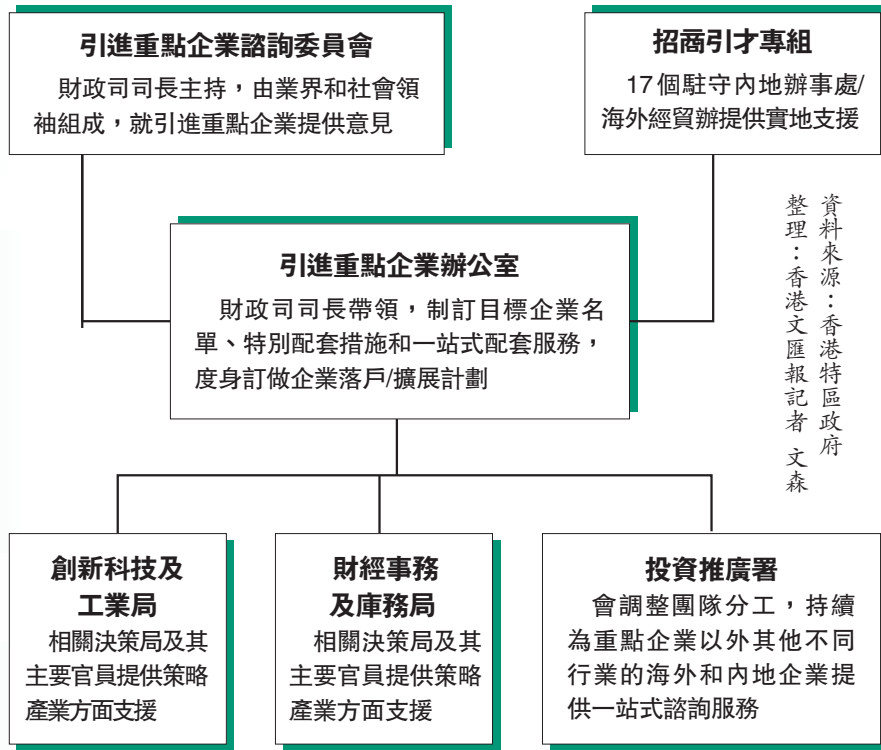 引進重點企業諮詢委員會
財政司司長主持，由業界和社會領
袖組成，就引進重點企業提供意見
招商引才專組
17個駐守內地辦事處/
海外經貿辦提供實地支援
引進重點企業辦公室
財政司司長帶領，制訂目標企業名
單、特別配套措施和一站式配套服務，
度身訂做企業落戶/擴展計劃
資料來源：香港特區政府
整理：香港文匯報記者 文森
創新科技及
工業局
相關決策局及其
主要官員提供策略
產業方面支援
財經事務
及庫務局
相關決策局及其
主要官員提供策略
產業方面支援
投資推廣署
會調整團隊分工，持續
為重點企業以外其他不同
行業的海外和內地企業提
供一站式諮詢服務